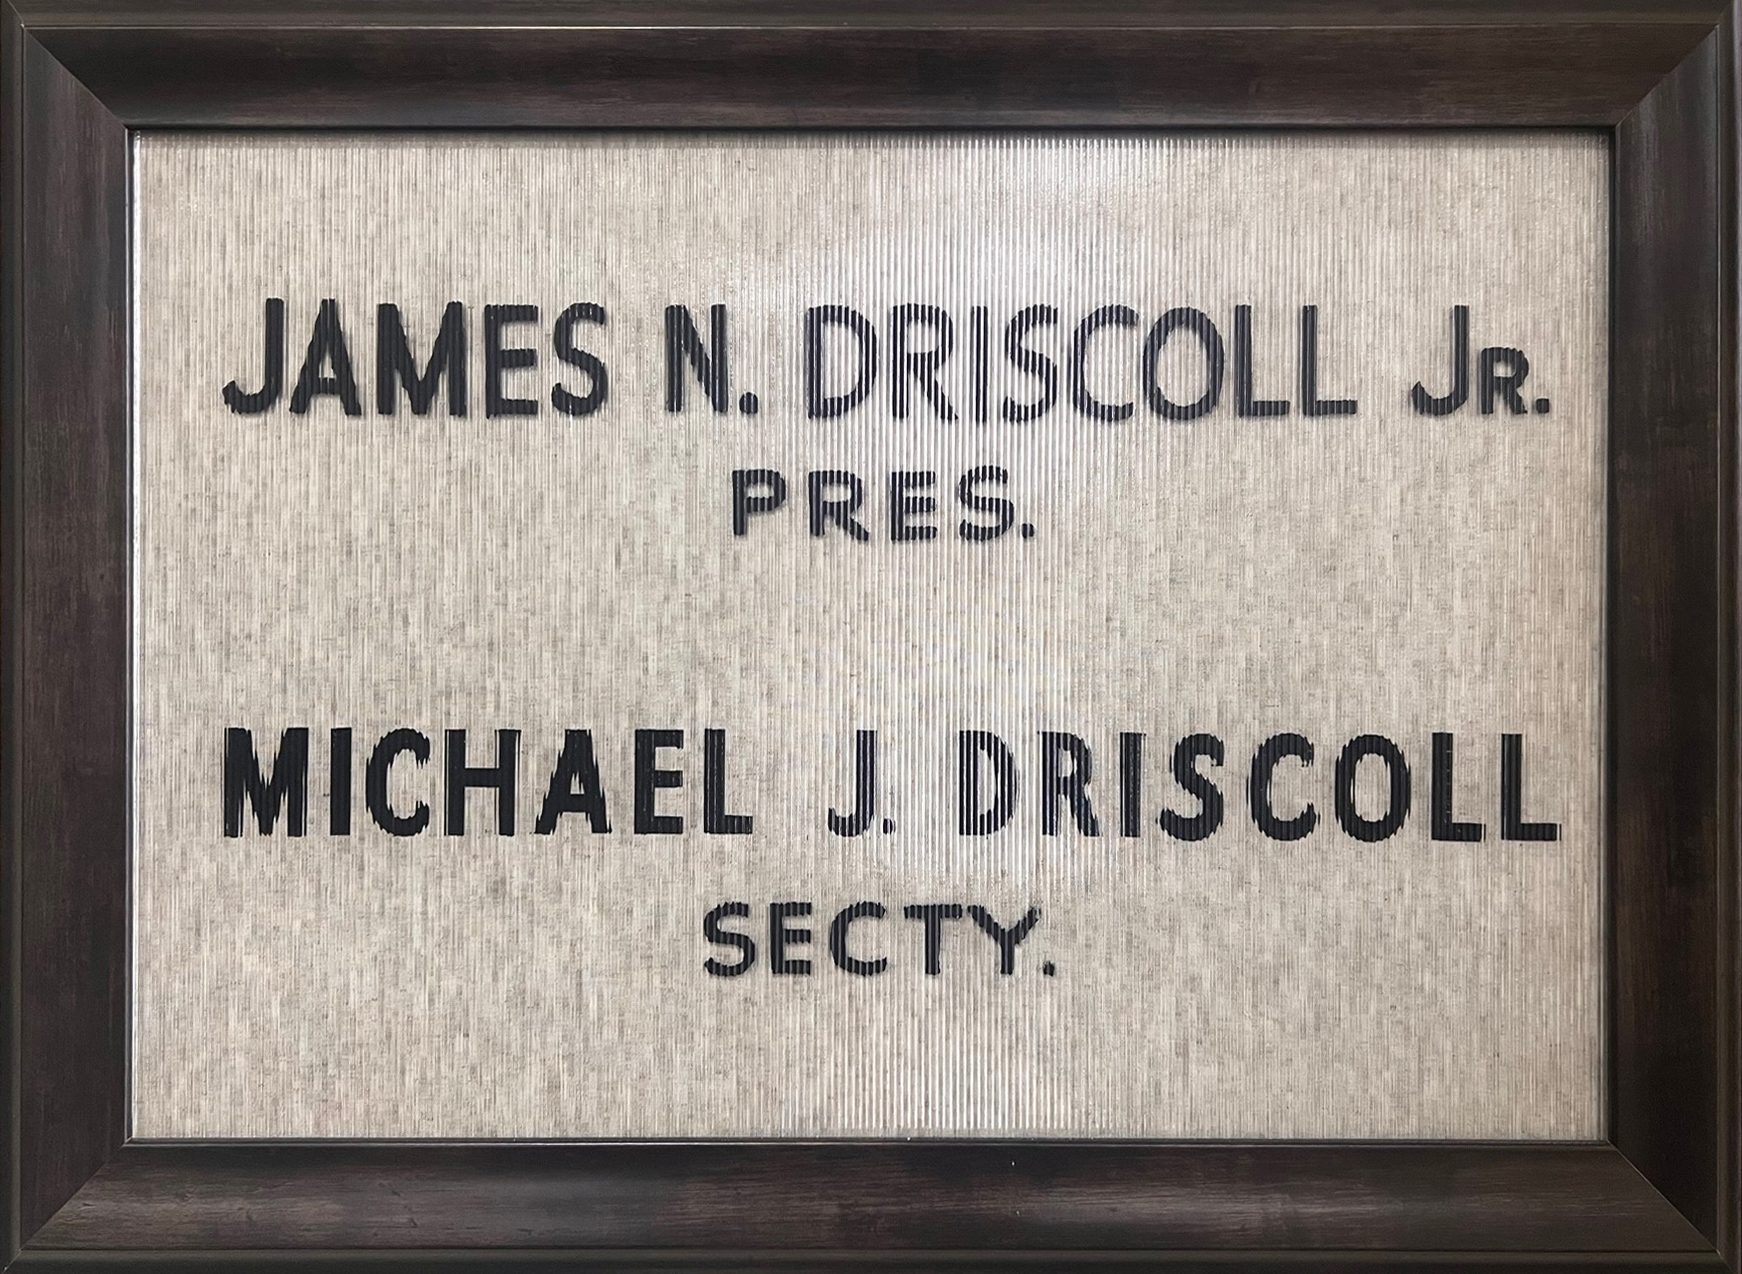 JAMES N. DRISCOLL JR.
PRES.
MICHAEL J. DRISCOLL
SECTY.